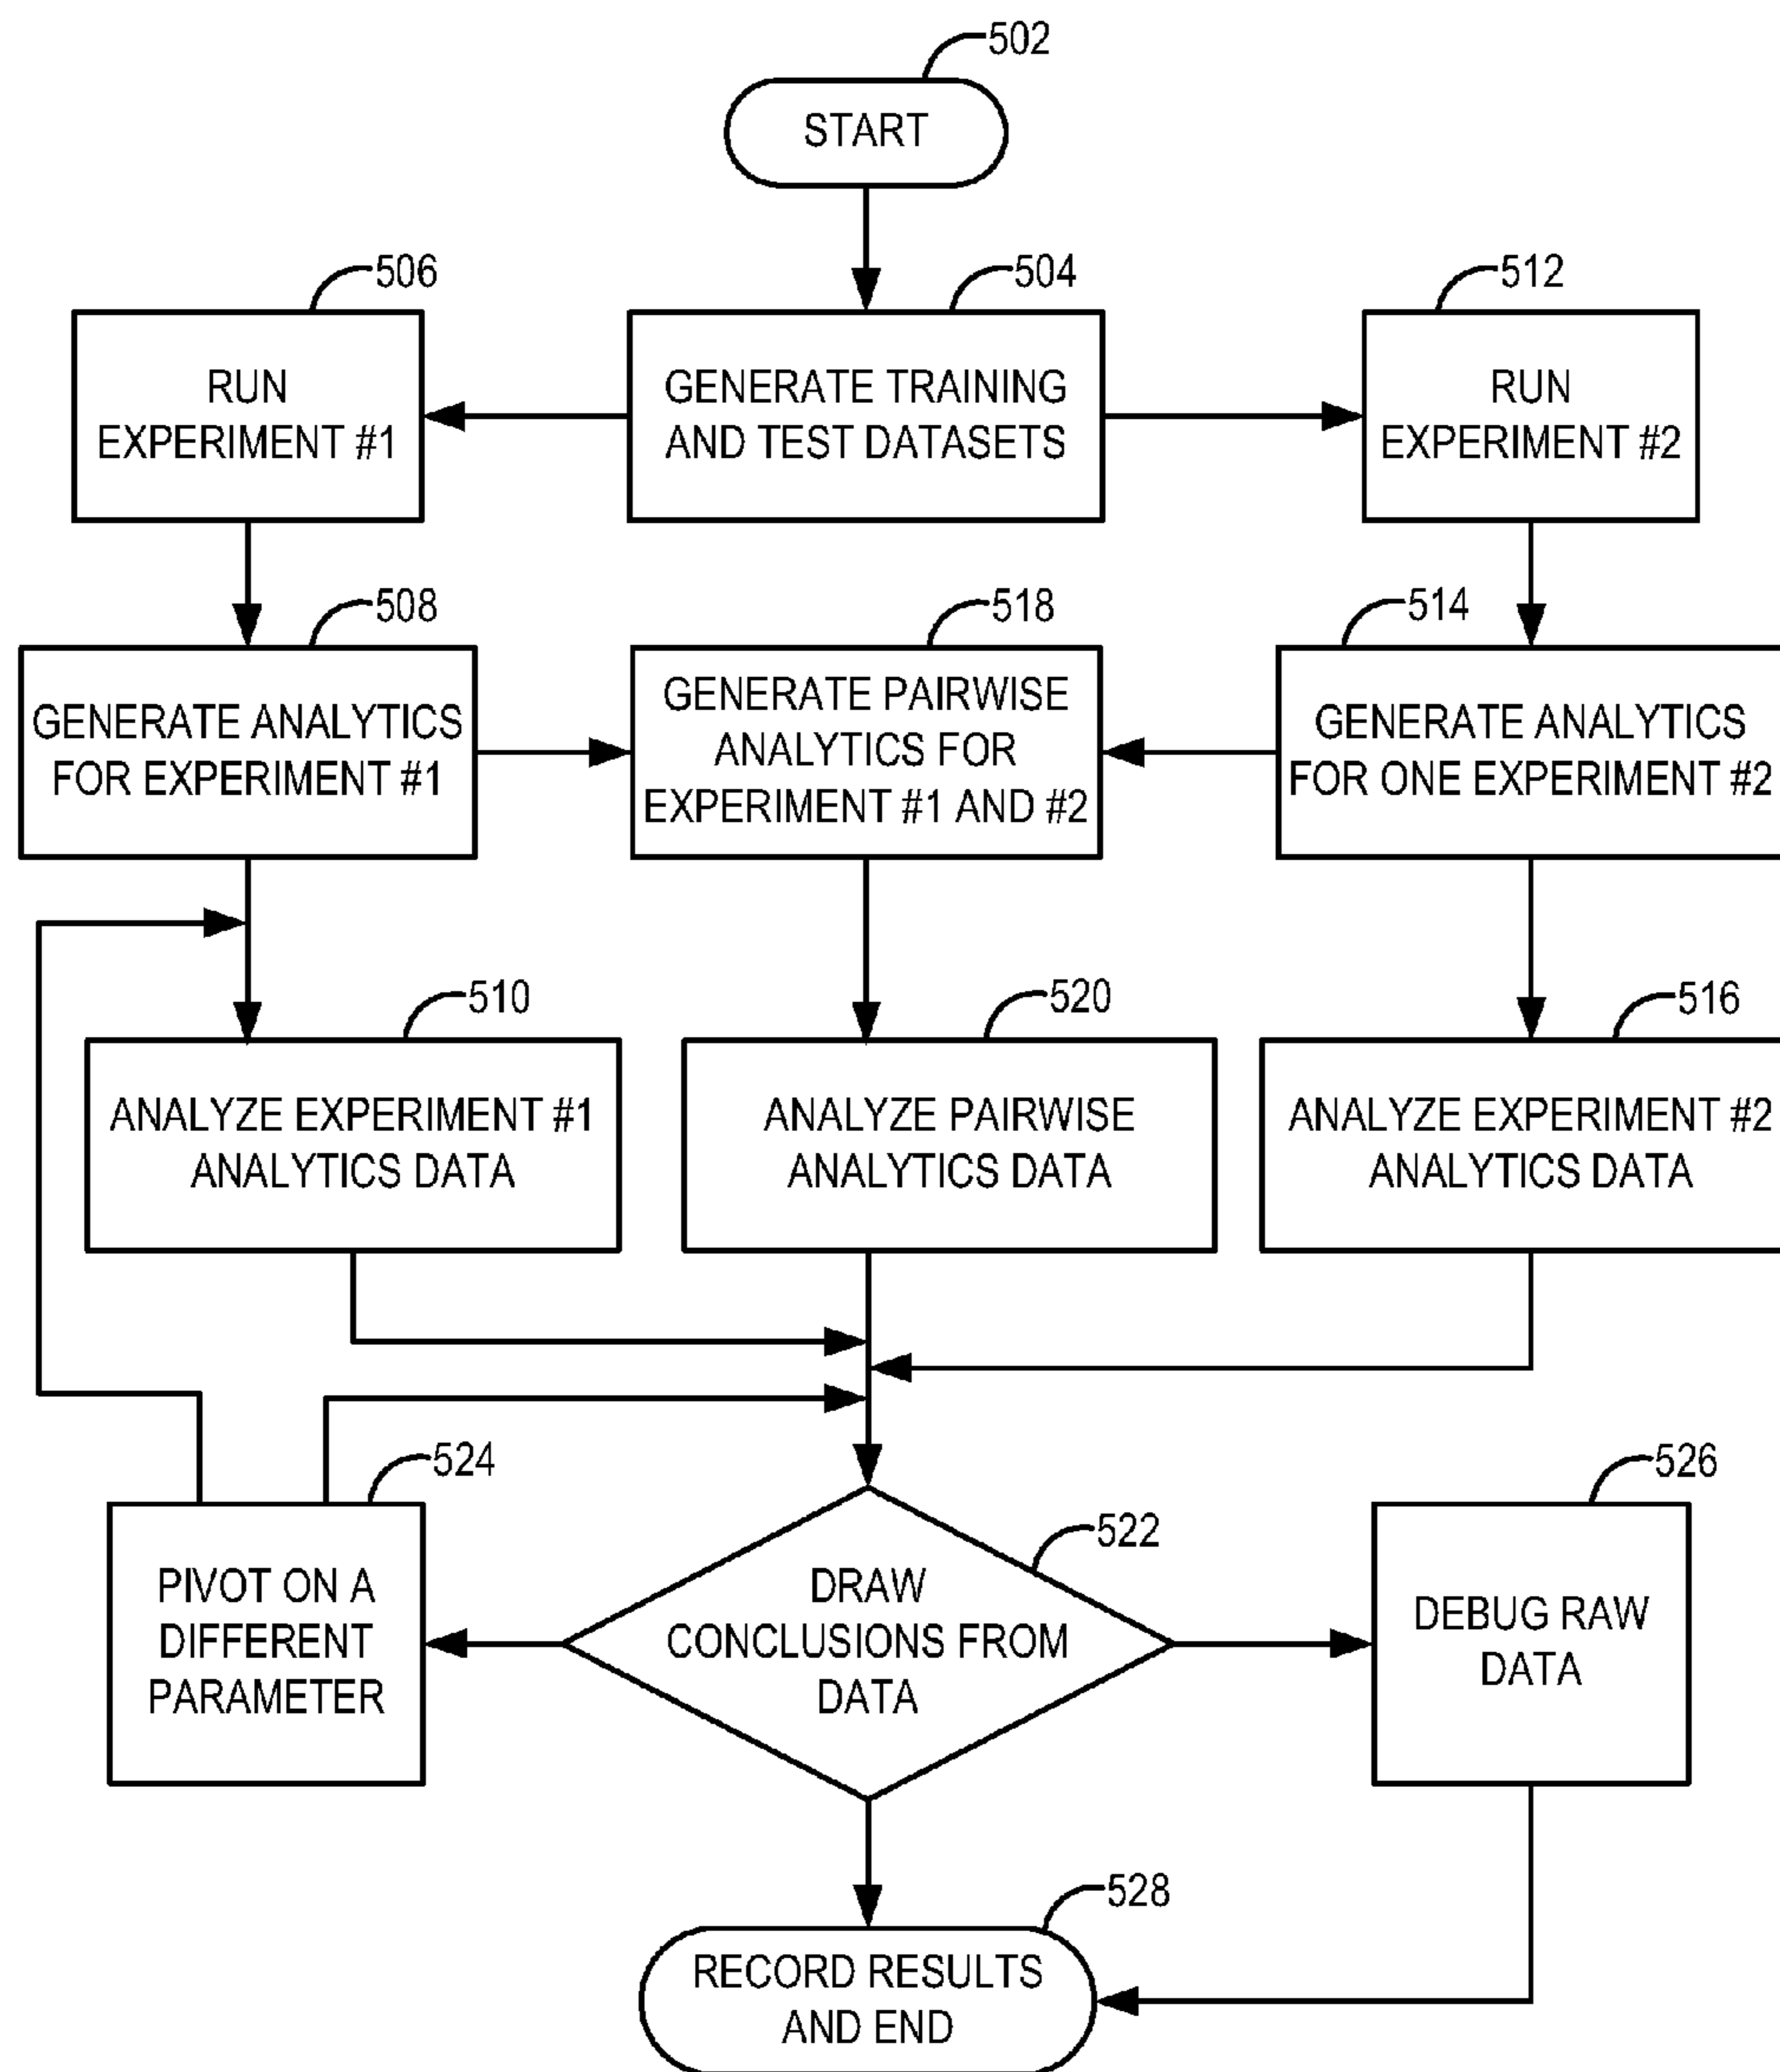 502
START
506
504
512
RUN
EXPERIMENT #1
GENERATE TRAINING
AND TEST DATASETS
RUN
EXPERIMENT #2
508
518
514
GENERATE ANALYTICS
FOR EXPERIMENT #1
GENERATE PAIRWISE
ANALYTICS FOR
EXPERIMENT #1 AND #2
GENERATE ANALYTICS
FOR ONE EXPERIMENT #2
510
520
516
ANALYZE EXPERIMENT #1
ANALYTICS DATA
ANALYZE PAIRWISE
ANALYTICS DATA
ANALYZE EXPERIMENT #2
ANALYTICS DATA
524
522
526
PIVOT ON A
DIFFERENT
PARAMETER
DRAW
CONCLUSIONS FROM
DATA
DEBUG RAW
DATA
528
RECORD RESULTS
AND END